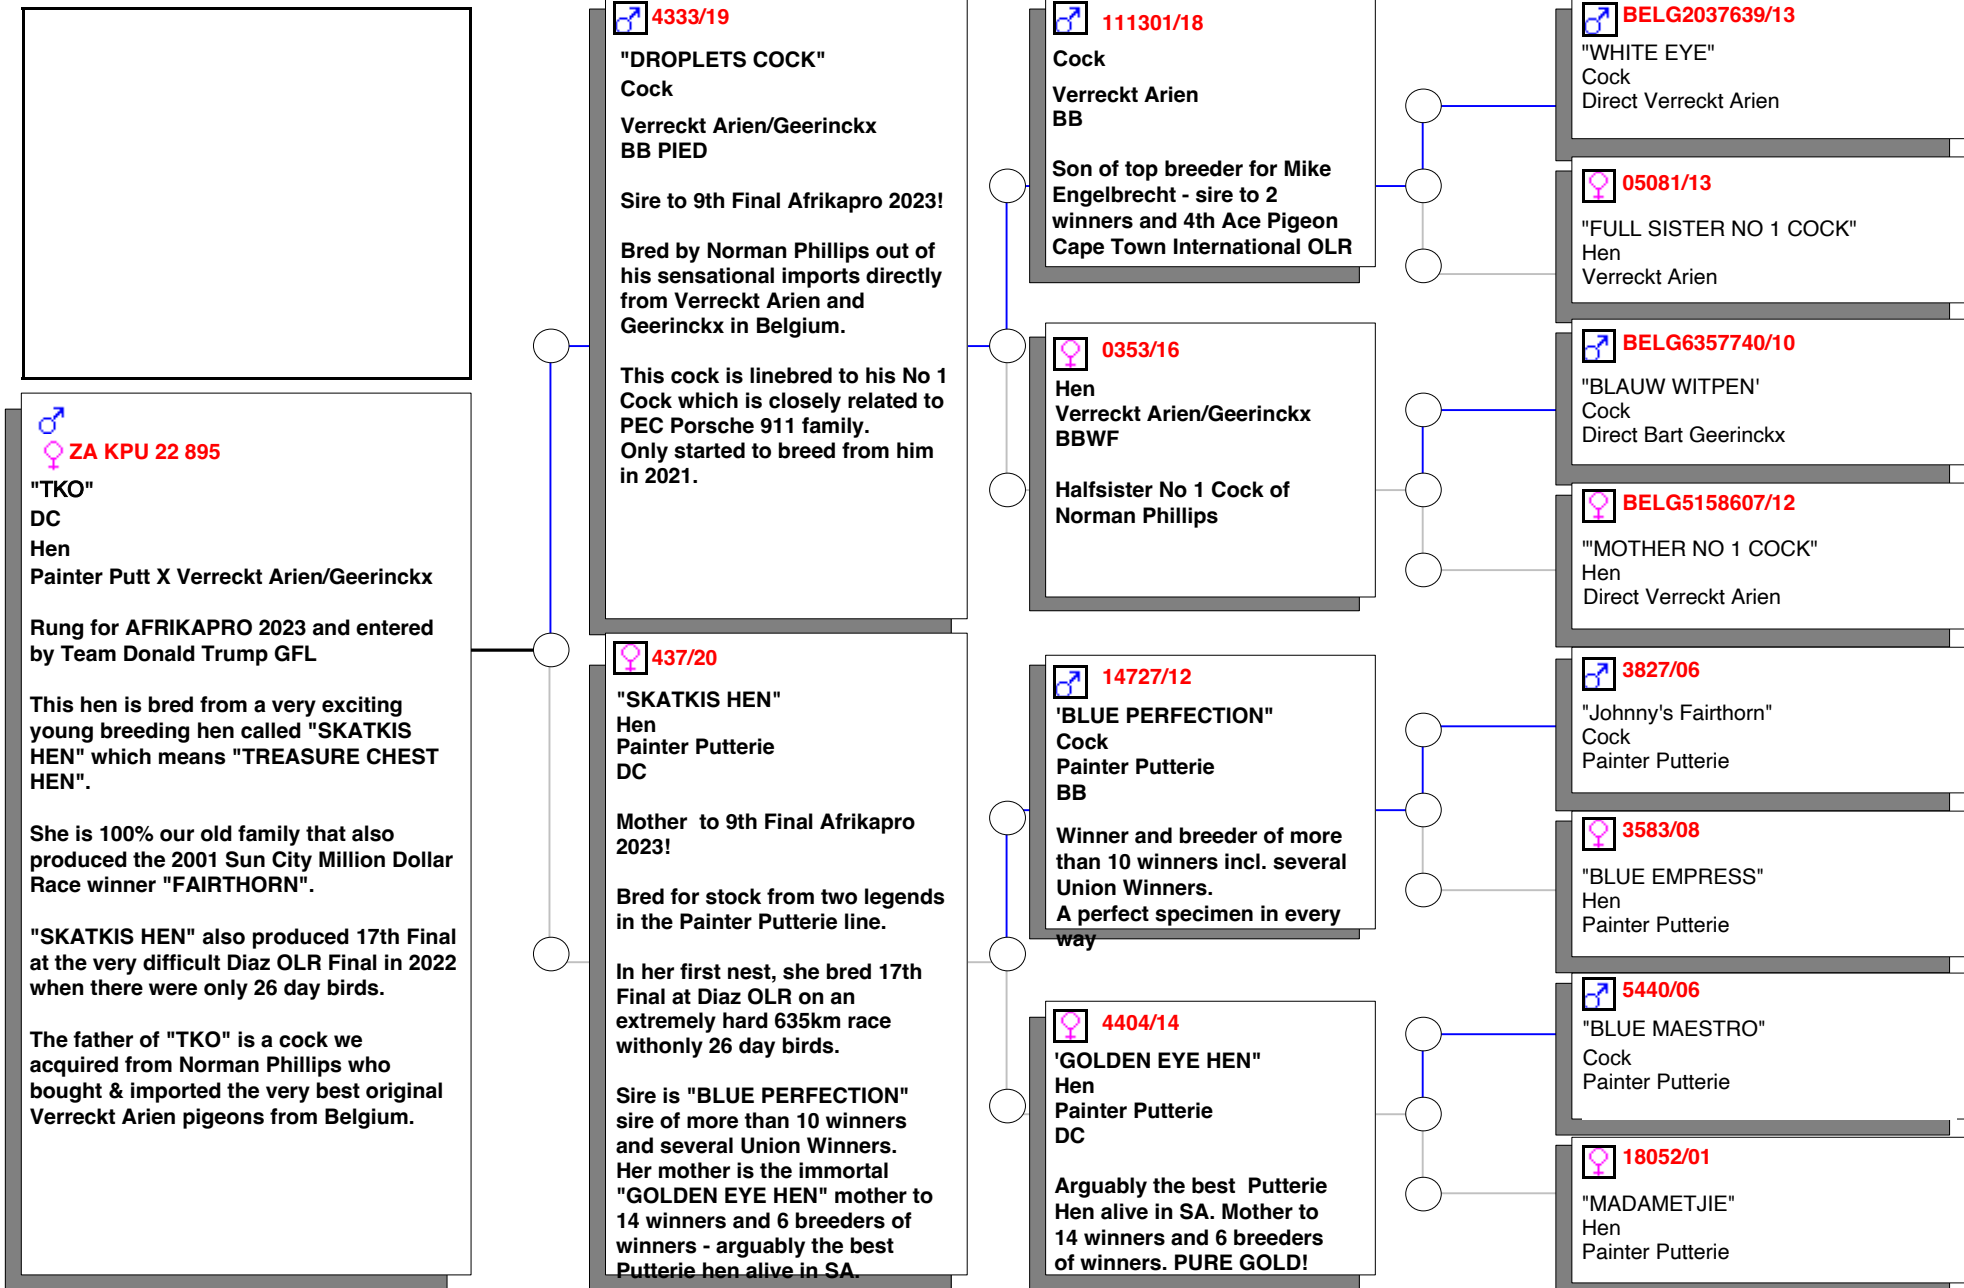 ZA KPU 22 895
"TKO"
DC
Hen
Painter Putt X Verreckt Arien/Geerinckx
Rung for AFRIKAPRO 2023 and entered
by Team Donald Trump GFL
This hen is bred from a very exciting
young breeding hen called "SKATKIS
HEN" which means "TREASURE CHEST
HEN".
She is 100% our old family that also
produced the 2001 Sun City Million Dollar
Race winner "FAIRTHORN".
"SKATKIS HEN" also produced 17th Final
at the very difficult Diaz OLR Final in 2022
when there were only 26 day birds.
The father of "TKO" is a cock we
acquired from Norman Phillips who
bought & imported the very best original
Verreckt Arien pigeons from Belgium.
4333/19
"DROPLETS COCK"
Cock
Verreckt Arien/Geerinckx
BB PIED
Sire to 9th Final Afrikapro 2023!
Bred by Norman Phillips out of
his sensational imports directly
from Verreckt Arien and
Geerinckx in Belgium.
This cock is linebred to his No 1
Cock which is closely related to
PEC Porsche 911 family.
Only started to breed from him
in 2021.
437/20
"SKATKIS HEN"
Hen
Painter Putterie
DC
Mother  to 9th Final Afrikapro
2023!
Bred for stock from two legends
in the Painter Putterie line.
In her first nest, she bred 17th
Final at Diaz OLR on an
extremely hard 635km race
withonly 26 day birds.
Sire is "BLUE PERFECTION"
sire of more than 10 winners
and several Union Winners.
Her mother is the immortal
"GOLDEN EYE HEN" mother to
14 winners and 6 breeders of
winners - arguably the best
Putterie hen alive in SA.
111301/18
Cock
Verreckt Arien
BB
Son of top breeder for Mike
Engelbrecht - sire to 2
winners and 4th Ace Pigeon
Cape Town International OLR
0353/16
Hen
Verreckt Arien/Geerinckx
BBWF
Halfsister No 1 Cock of
Norman Phillips
14727/12
'BLUE PERFECTION"
Cock
Painter Putterie
BB
Winner and breeder of more
than 10 winners incl. several
Union Winners.
A perfect specimen in every
way
4404/14
'GOLDEN EYE HEN"
Hen
Painter Putterie
DC
Arguably the best  Putterie
Hen alive in SA. Mother to
14 winners and 6 breeders
of winners. PURE GOLD!
BELG2037639/13
"WHITE EYE"
Cock
Direct Verreckt Arien
05081/13
"FULL SISTER NO 1 COCK"
Hen
Verreckt Arien
BELG6357740/10
"BLAUW WITPEN'
Cock
Direct Bart Geerinckx
BELG5158607/12
'"MOTHER NO 1 COCK"
Hen
Direct Verreckt Arien
3827/06
"Johnny's Fairthorn"
Cock
Painter Putterie
3583/08
"BLUE EMPRESS"
Hen
Painter Putterie
5440/06
"BLUE MAESTRO"
Cock
Painter Putterie
18052/01
"MADAMETJIE"
Hen
Painter Putterie